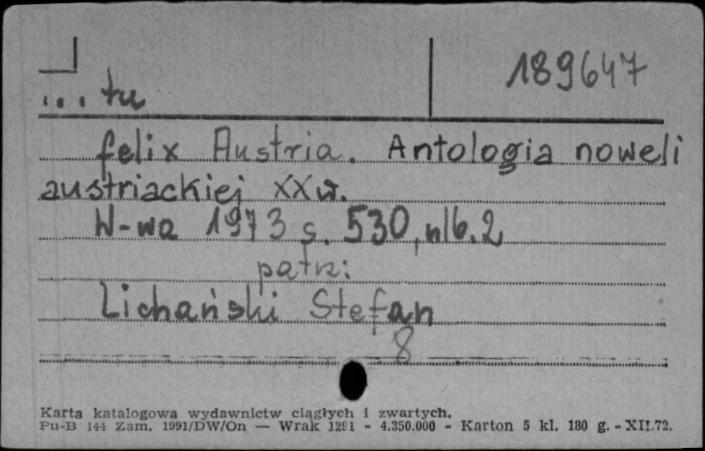 189647
... tu
felix Austria. Antologia noweli
austriackiej XX w.
W-wa 1973 s. 530, nlb. 2
patrz:
Lichański Stefan
8
Karta katalogowa wydawnictw ciągłych i zwartych.
Pu-B 144 Zam. 1991/DW/On — Wrak 1291 - 4.350.000 - Karton 5 kl. 180 g. - XII.72.